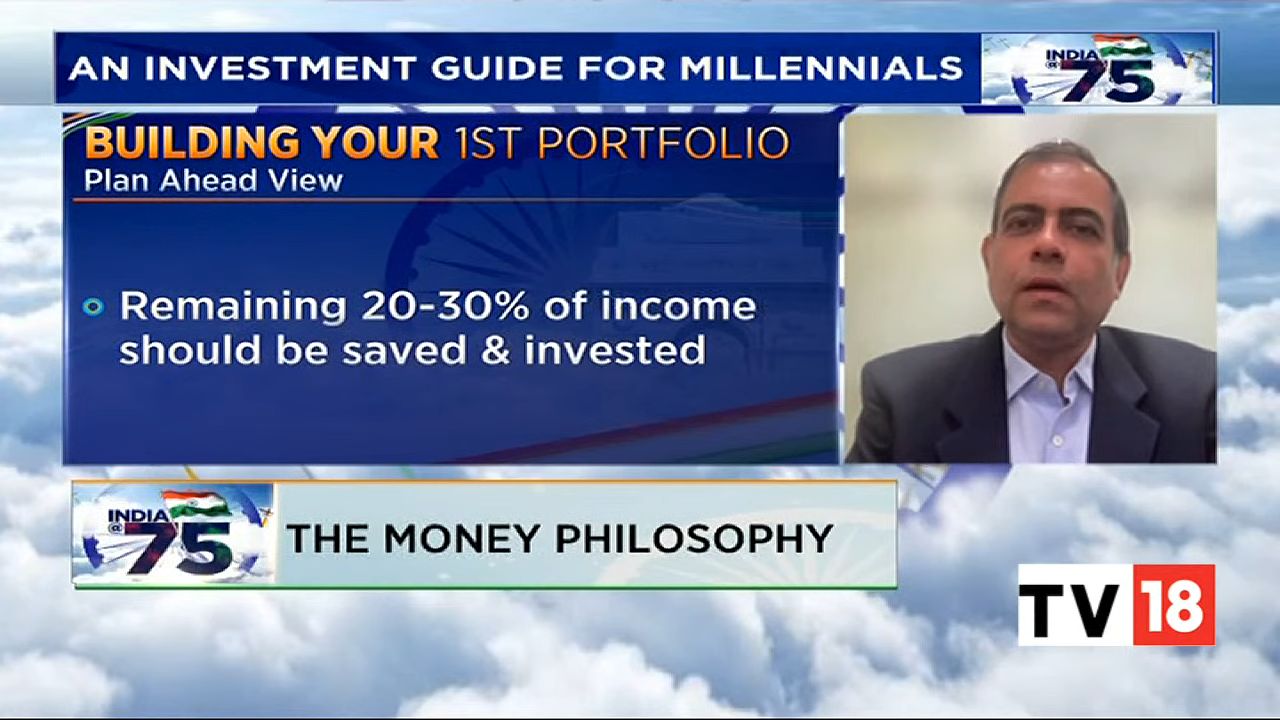 AN INVESTMENT GUIDE FOR MILLENNIALS
INDIA
@75
BUILDING YOUR 1ST PORTFOLIO
Plan Ahead View
Remaining 20-30% of income
should be saved & invested
INDIA
@75
THE MONEY PHILOSOPHY
TV18